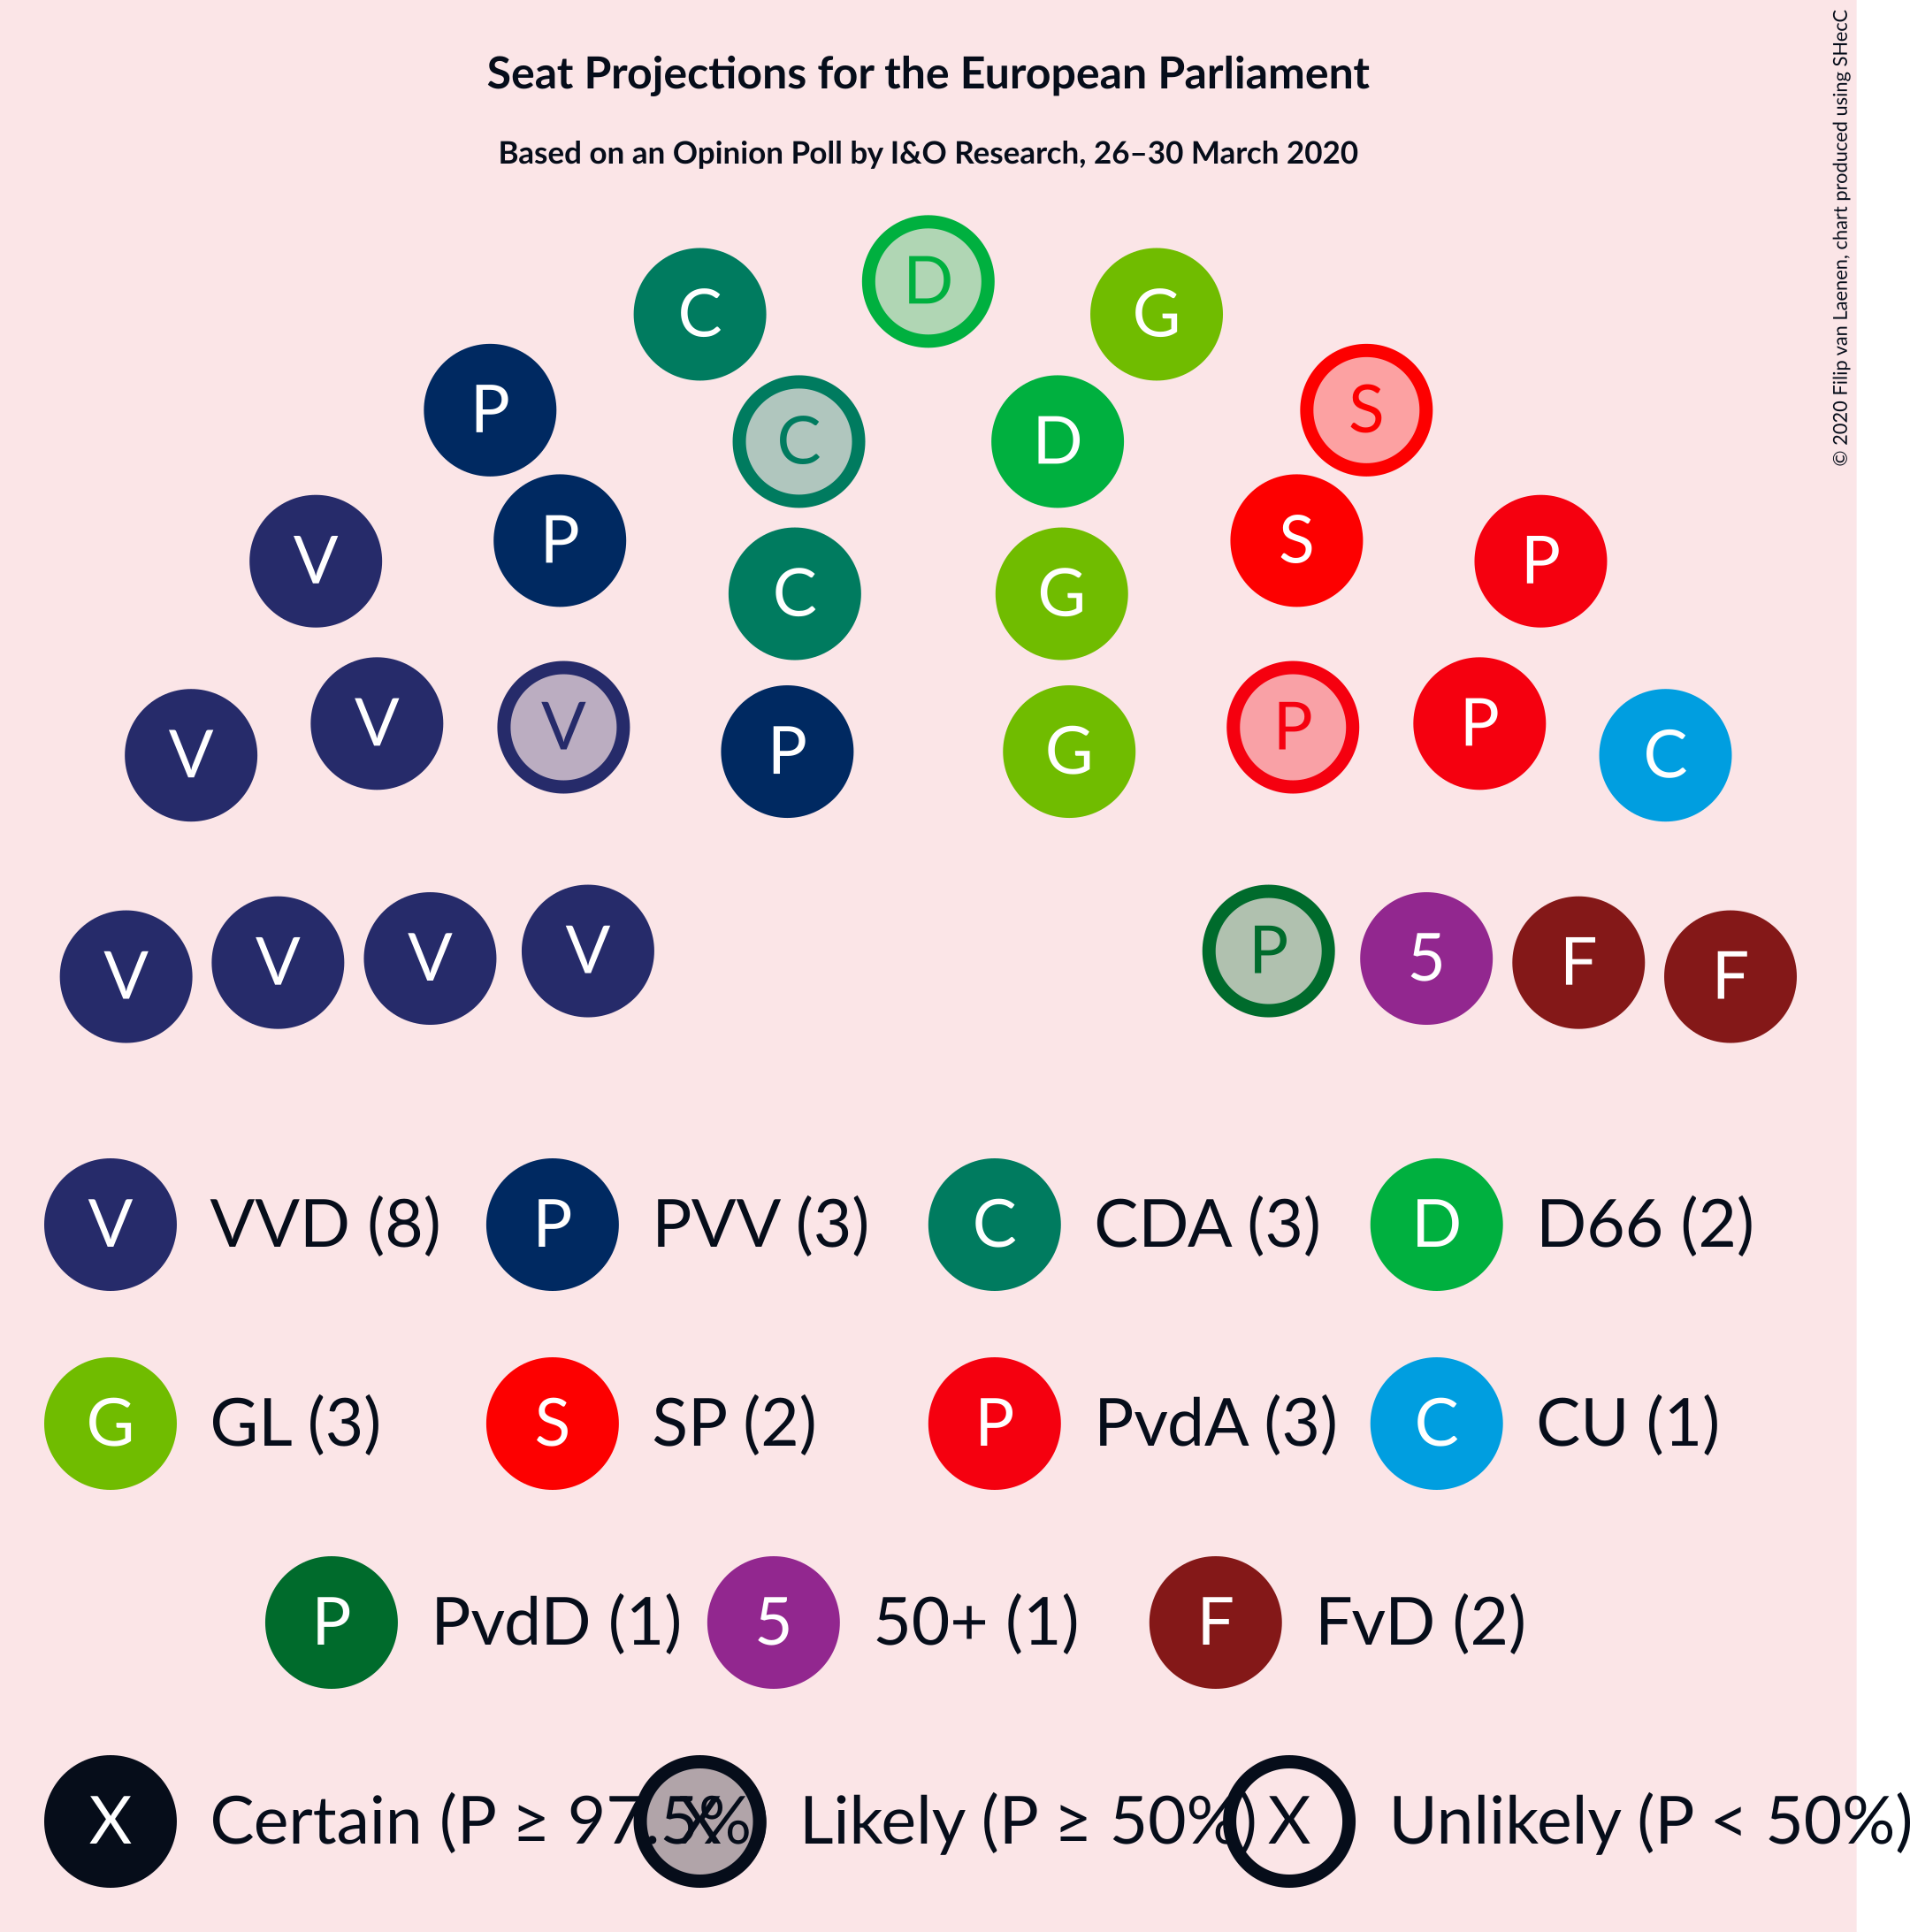 Seat Projections for the European Parliament
Based on an Opinion Poll by I&O Research, 26–30 March 2020
© 2020 Filip van Laenen, chart produced using SHecC
D
C G
P S
C D
V P S P
C G
V V V P G P P C
V V V V P 5 F F
V VVD (8) P PVV (3) C CDA (3) D D66 (2)
G GL (3) S SP (2) P PvdA (3) C CU (1)
P PvdD (1) 5 50+ (1) F FvD (2)
X Certain (P ≥ 97.5% X Likely (P ≥ 50%) X Unlikely (P < 50%)